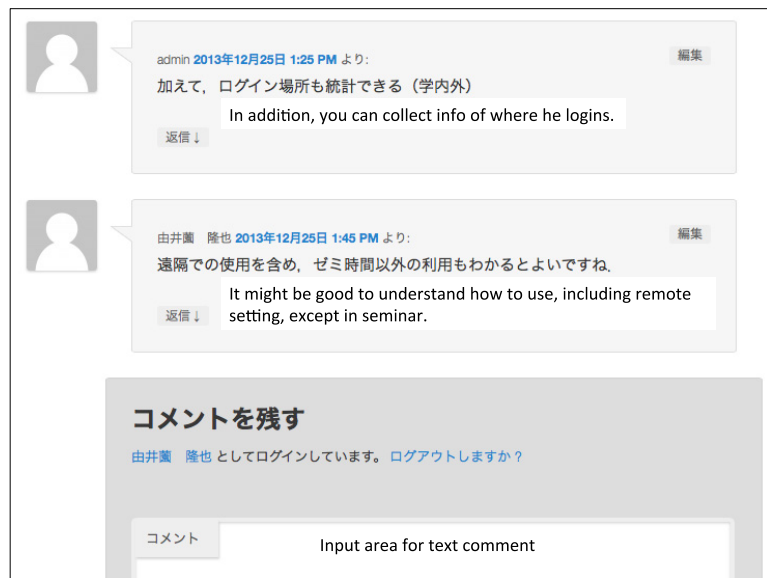 admin 2013年12月25日 1:25 PM より:
編集
加えて，ログイン場所も統計できる（学内外）
In addition, you can collect info of where he logins.
返信↓
由井薗　隆也 2013年12月25日 1:45 PM より:
編集
遠隔での使用を含め，ゼミ時間以外の利用もわかるとよいですね．
It might be good to understand how to use, including remote
setting, except in seminar.
返信↓
コメントを残す
由井薗　隆也 としてログインしています。 ログアウトしますか ?
コメント
Input area for text comment